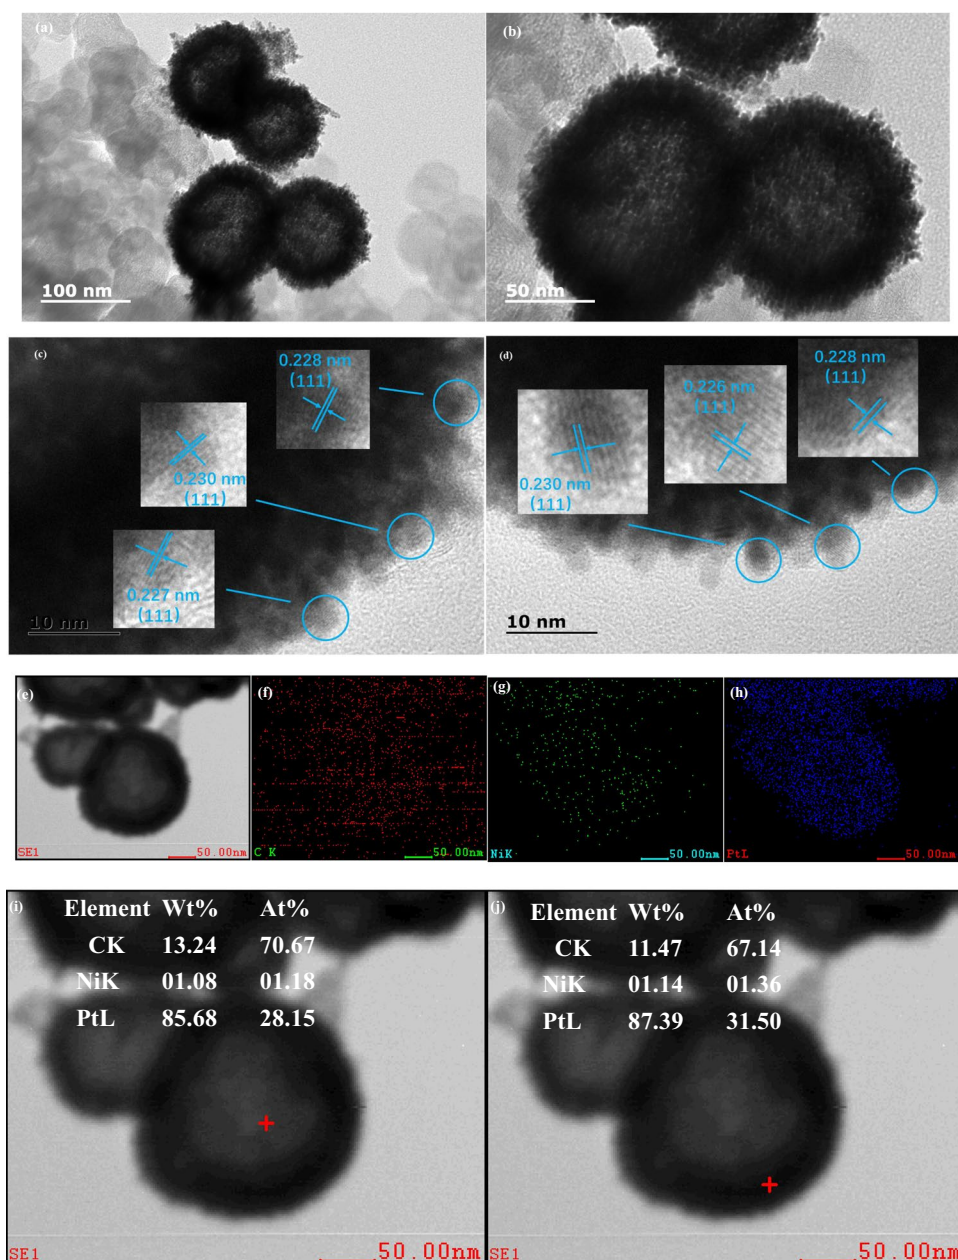 (a)
100 nm
(b)
50 nm
(c)
0.228 nm
(111)
0.230 nm
(111)
0.227 nm
(111)
10 nm
(d)
0.228 nm
(111)
0.226 nm
(111)
0.230 nm
(111)
10 nm
(e)
SE1
50.00nm
(f)
C K
50.00nm
(g)
NiK
50.00nm
(h)
PtL
50.00nm
(i)
Element Wt% At%
CK 13.24 70.67
NiK 01.08 01.18
PtL 85.68 28.15
SE1
50.00nm
(j)
Element Wt% At%
CK 11.47 67.14
NiK 01.14 01.36
PtL 87.39 31.50
SE1
50.00nm